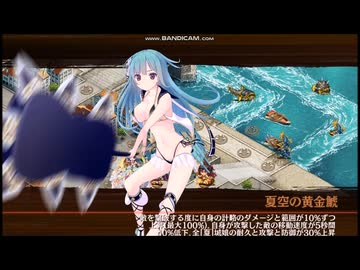 www.BANDICAM.com
夏空の黄金鯱
敵を撃破する度に自身の計略のダメージと範囲が10%ずつ
上昇(最大100%)。自身が攻撃した敵の移動速度が5秒間
50%低下。全[夏]城娘の耐久と攻撃と防御が30%上昇